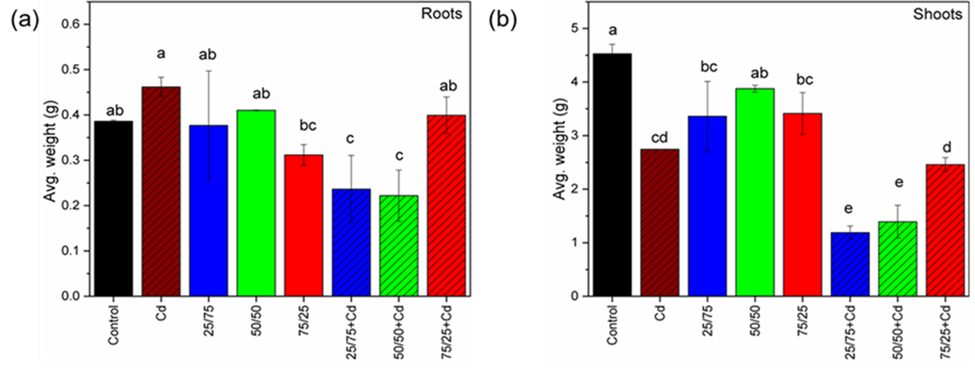 (a)
Roots
Avg. weight (g)
0.6
0.5
0.4
0.3
0.2
0.1
0.0
ab
a
ab
ab
bc
c
c
ab
Control
Cd
25/75
50/50
75/25
25/75+Cd
50/50+Cd
75/25+Cd
(b)
Shoots
Avg. weight (g)
5
4
3
2
1
0
a
cd
bc
ab
bc
e
e
d
Control
Cd
25/75
50/50
75/25
25/75+Cd
50/50+Cd
75/25+Cd